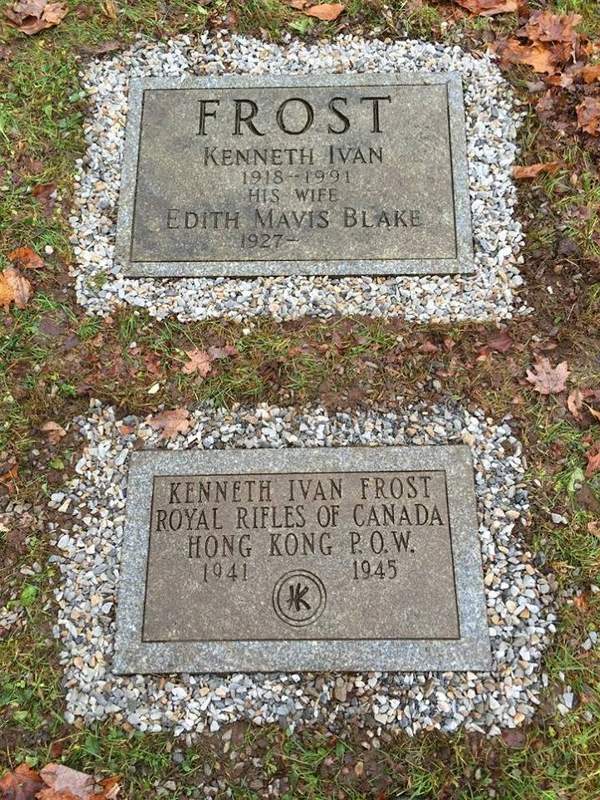 FROST
KENNETH IVAN
1918-1991
HIS WIFE
EDITH MAVIS BLAKE
1927-
KENNETH IVAN FROST
ROYAL RIFLES OF CANADA
HONG KONG P.O.W.
1941 1945
HK